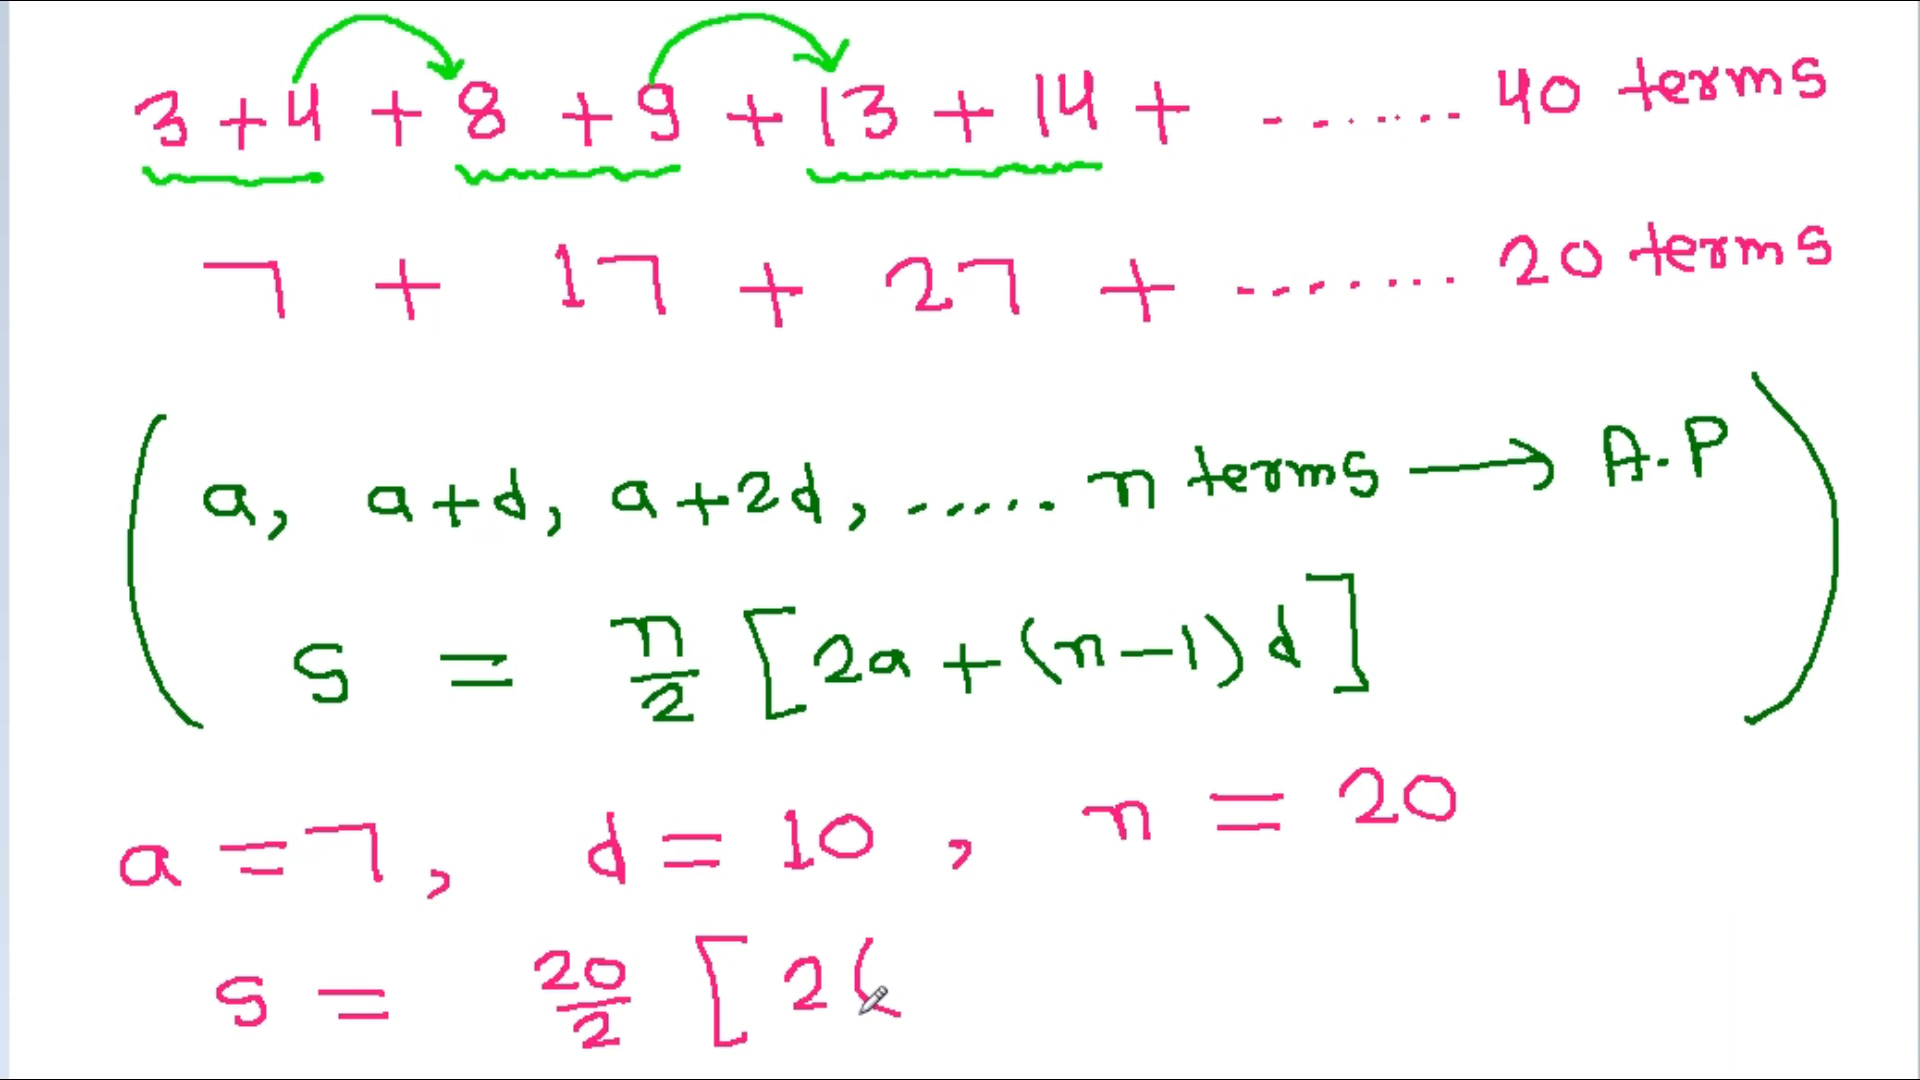 3 + 4 + 8 + 9 + 13 + 14 + ........ 40 terms
7 + 17 + 27 + ........ 20 terms
a, a+d, a+2d, ..... n terms → A.P
S = n/2 [2a + (n-1)d]
a = 7, d = 10, n = 20
S = 20/2 [2(